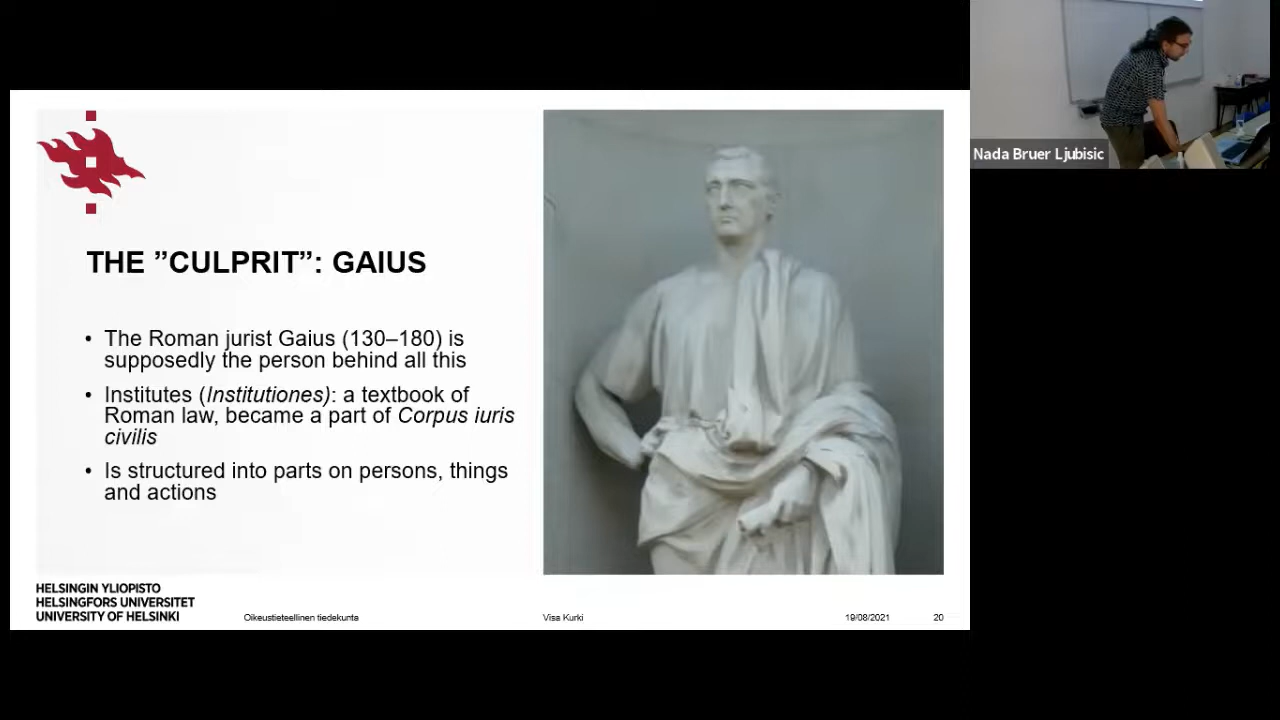 THE ”CULPRIT”: GAIUS
• The Roman jurist Gaius (130–180) is
supposedly the person behind all this
• Institutes (Institutiones): a textbook of
Roman law, became a part of Corpus iuris
civilis
• Is structured into parts on persons, things
and actions
HELSINGIN YLIOPISTO
HELSINGFORS UNIVERSITET
UNIVERSITY OF HELSINKI
Oikeustieteellinen tiedekunta
Visa Kurki
19/08/2021
20
Nada Bruer Ljubisic